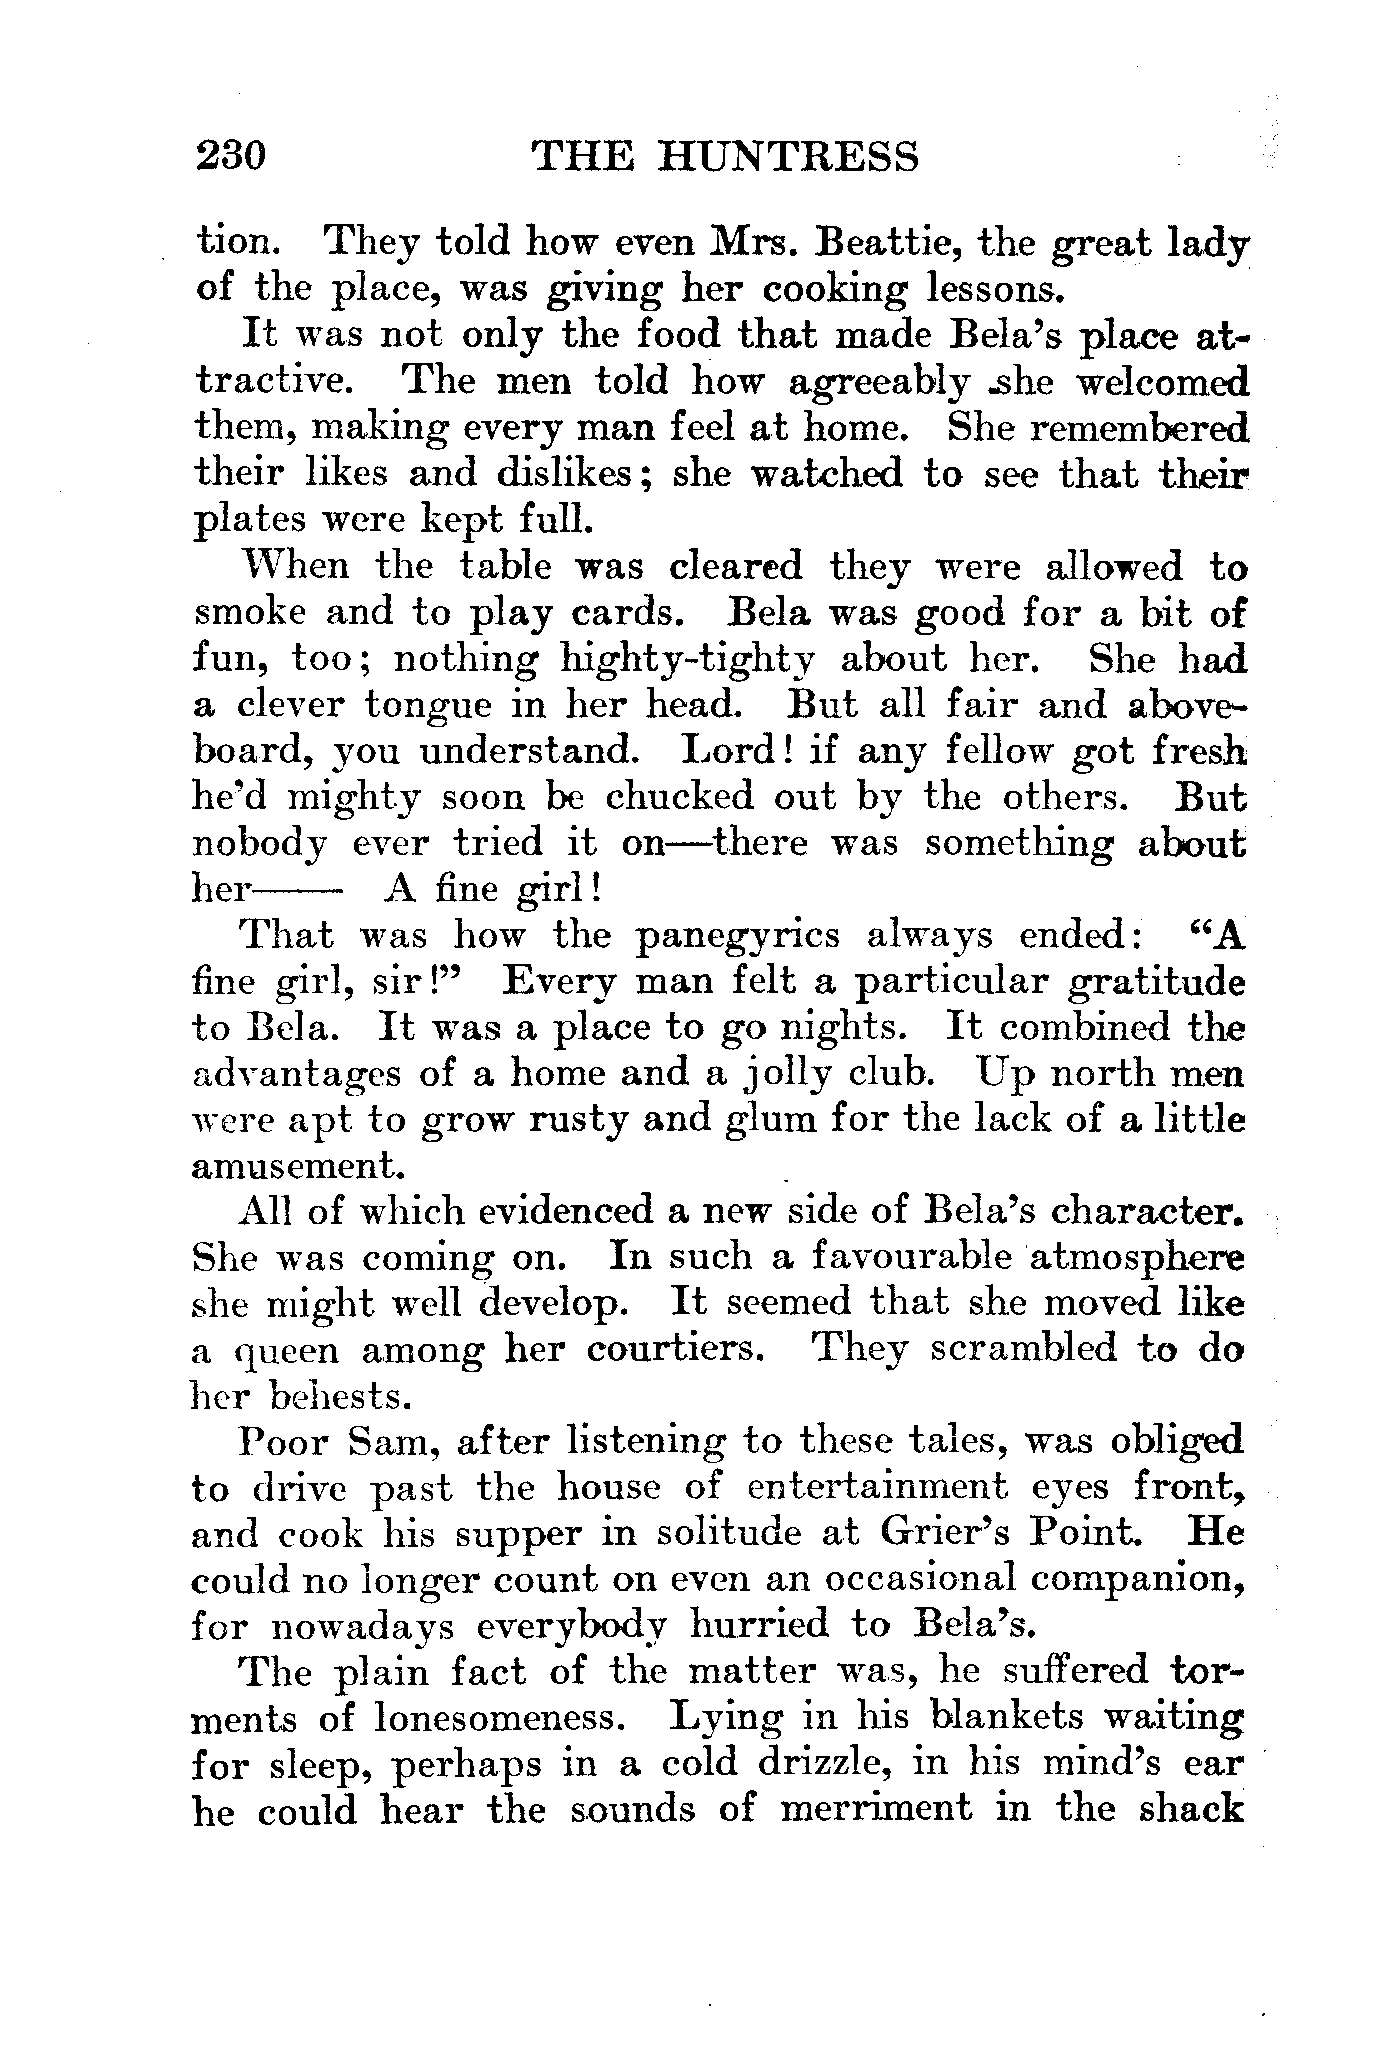 230 THE HUNTRESS
tion. They told how even Mrs. Beattie, the great lady
of the place, was giving her cooking lessons.
It was not only the food that made Bela's place at-
tractive. The men told how agreeably she welcomed
them, making every man feel at home. She remembered
their likes and dislikes; she watched to see that their
plates were kept full.
When the table was cleared they were allowed to
smoke and to play cards. Bela was good for a bit of
fun, too; nothing highty-tighty about her. She had
a clever tongue in her head. But all fair and above-
board, you understand. Lord! if any fellow got fresh
he'd mighty soon be chucked out by the others. But
nobody ever tried it on—there was something about
her—— A fine girl!
That was how the panegyrics always ended: “A
fine girl, sir!” Every man felt a particular gratitude
to Bela. It was a place to go nights. It combined the
advantages of a home and a jolly club. Up north men
were apt to grow rusty and glum for the lack of a little
amusement.
All of which evidenced a new side of Bela's character.
She was coming on. In such a favourable atmosphere
she might well develop. It seemed that she moved like
a queen among her courtiers. They scrambled to do
her behests.
Poor Sam, after listening to these tales, was obliged
to drive past the house of entertainment eyes front,
and cook his supper in solitude at Grier's Point. He
could no longer count on even an occasional companion,
for nowadays everybody hurried to Bela's.
The plain fact of the matter was, he suffered tor-
ments of lonesomeness. Lying in his blankets waiting
for sleep, perhaps in a cold drizzle, in his mind's ear
he could hear the sounds of merriment in the shack